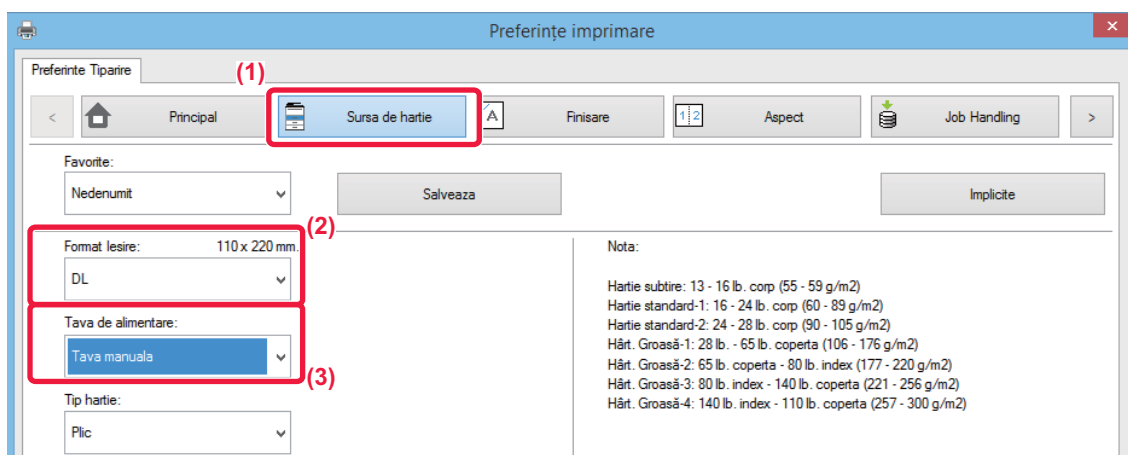 Preferințe imprimare
Preferinte Tiparire
(1)
< Principal Sursa de hartie A Finisare 1 2 Aspect Job Handling >
Favorite:
Nedenumit Salveaza Implicite
(2)
Format Iesire: 110 x 220 mm.
DL
Tava de alimentare:
Tava manuala
(3)
Tip hartie:
Plic
Nota:
Hartie subtire: 13 - 16 lb. corp (55 - 59 g/m2)
Hartie standard-1: 16 - 24 lb. corp (60 - 89 g/m2)
Hartie standard-2: 24 - 28 lb. corp (90 - 105 g/m2)
Hârt. Groasă-1: 28 lb. - 65 lb. coperta (106 - 176 g/m2)
Hârt. Groasă-2: 65 lb. coperta - 80 lb. index (177 - 220 g/m2)
Hârt. Groasă-3: 80 lb. index - 140 lb. coperta (221 - 256 g/m2)
Hârt. Groasă-4: 140 lb. index - 110 lb. coperta (257 - 300 g/m2)